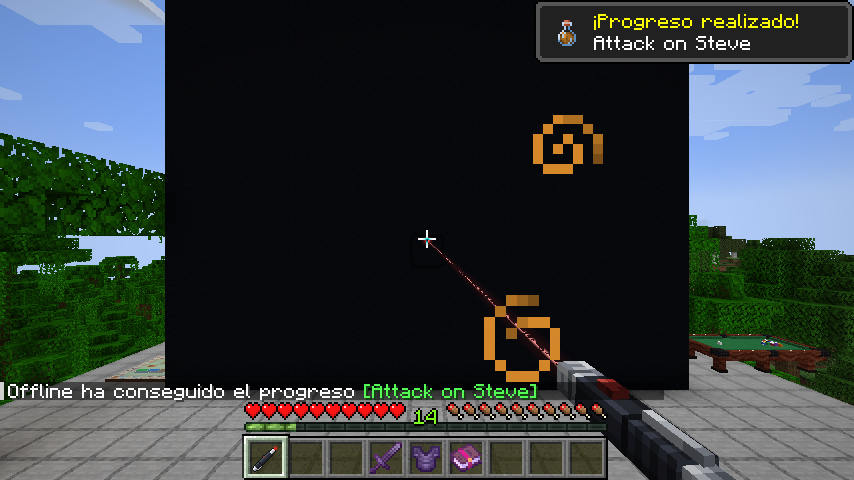 ¡Progreso realizado!
Attack on Steve
Offline ha conseguido el progreso [Attack on Steve]
14